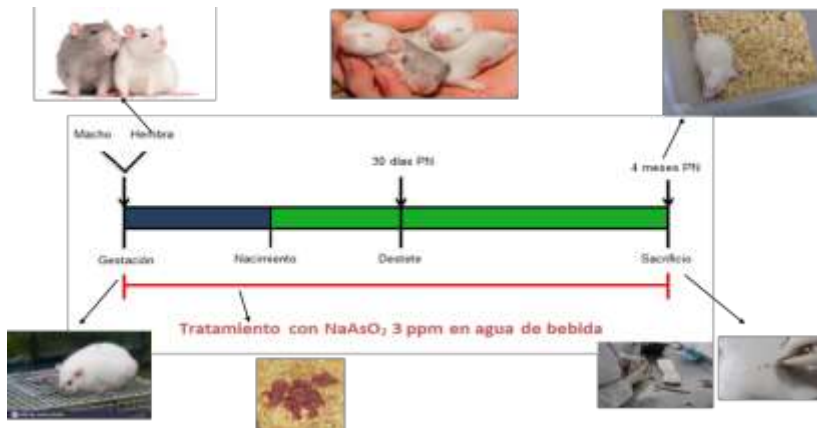 Macho Hembra
30 días PN
4 meses PN
Gestación
Nacimiento
Destete
Sacrificio
Tratamiento con NaAsO₂ 3 ppm en agua de bebida